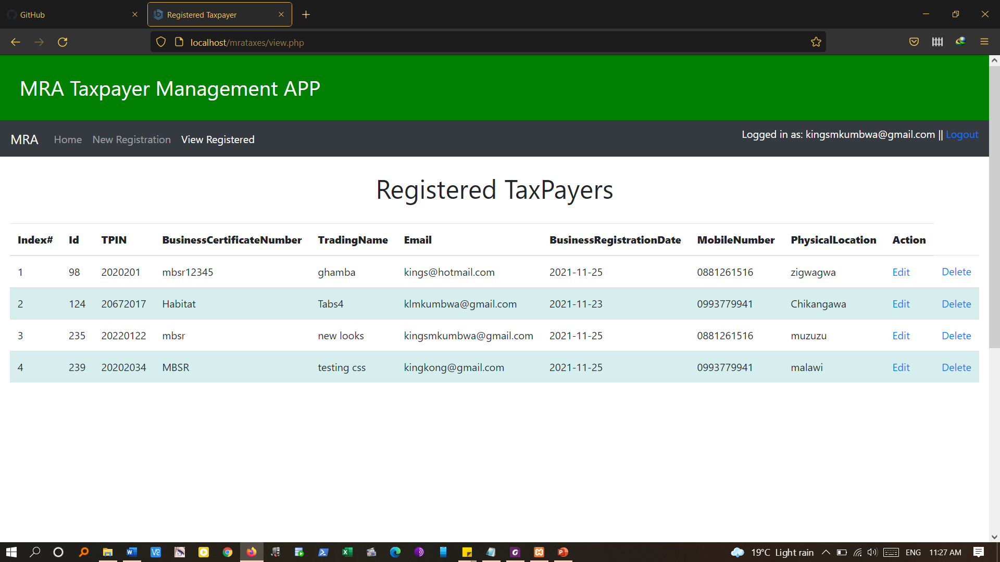 GitHub
Registered Taxpayer
localhost/mrataxes/view.php
MRA Taxpayer Management APP
MRA Home New Registration View Registered Logged in as: kingsmkumbwa@gmail.com || Logout
Registered TaxPayers
Index# Id TPIN BusinessCertificateNumber TradingName Email BusinessRegistrationDate MobileNumber PhysicalLocation Action
1 98 2020201 mbsr12345 ghamba kings@hotmail.com 2021-11-25 0881261516 zigwagwa Edit Delete
2 124 20672017 Habitat Tabs4 klmkumbwa@gmail.com 2021-11-23 0993779941 Chikangawa Edit Delete
3 235 20220122 mbsr new looks kingsmkumbwa@gmail.com 2021-11-25 0881261516 muzuzu Edit Delete
4 239 20202034 MBSR testing css kingkong@gmail.com 2021-11-25 0993779941 malawi Edit Delete
19°C Light rain ENG 11:27 AM